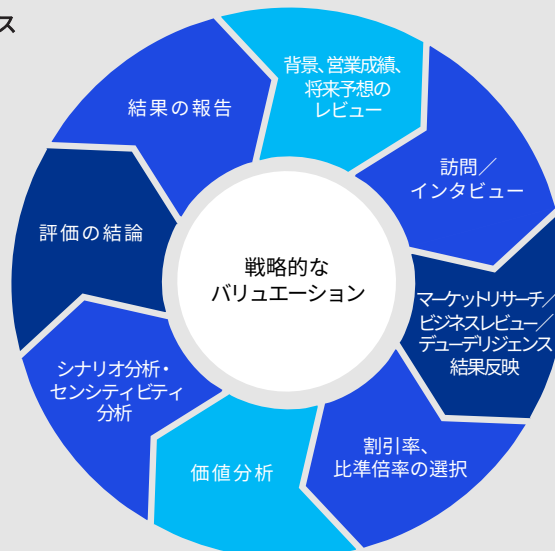 ス
背景、営業成績、
将来予想の
レビュー
訪問／
インタビュー
マーケットリサーチ／
ビジネスレビュー／
デューデリジェンス
結果反映
割引率、
比準倍率の選択
価値分析
シナリオ分析・
センシティビティ
分析
評価の結論
結果の報告
戦略的な
バリュエーション